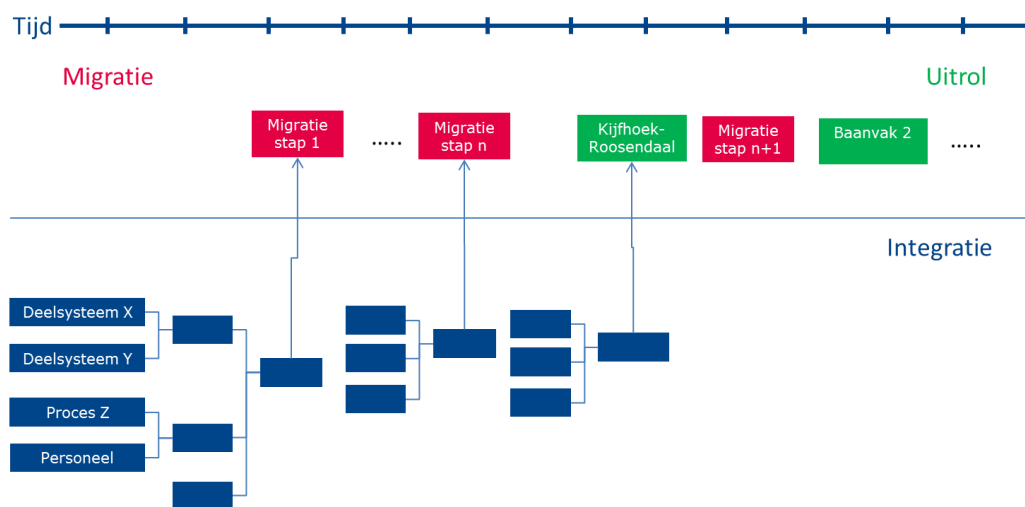 Tijd
Migratie
Uitrol
Migratie
stap 1
.....
Migratie
stap n
Kijfhoek-
Roosendaal
Migratie
stap n+1
Baanvak 2
.....
Integratie
Deelsysteem X
Deelsysteem Y
Proces Z
Personeel